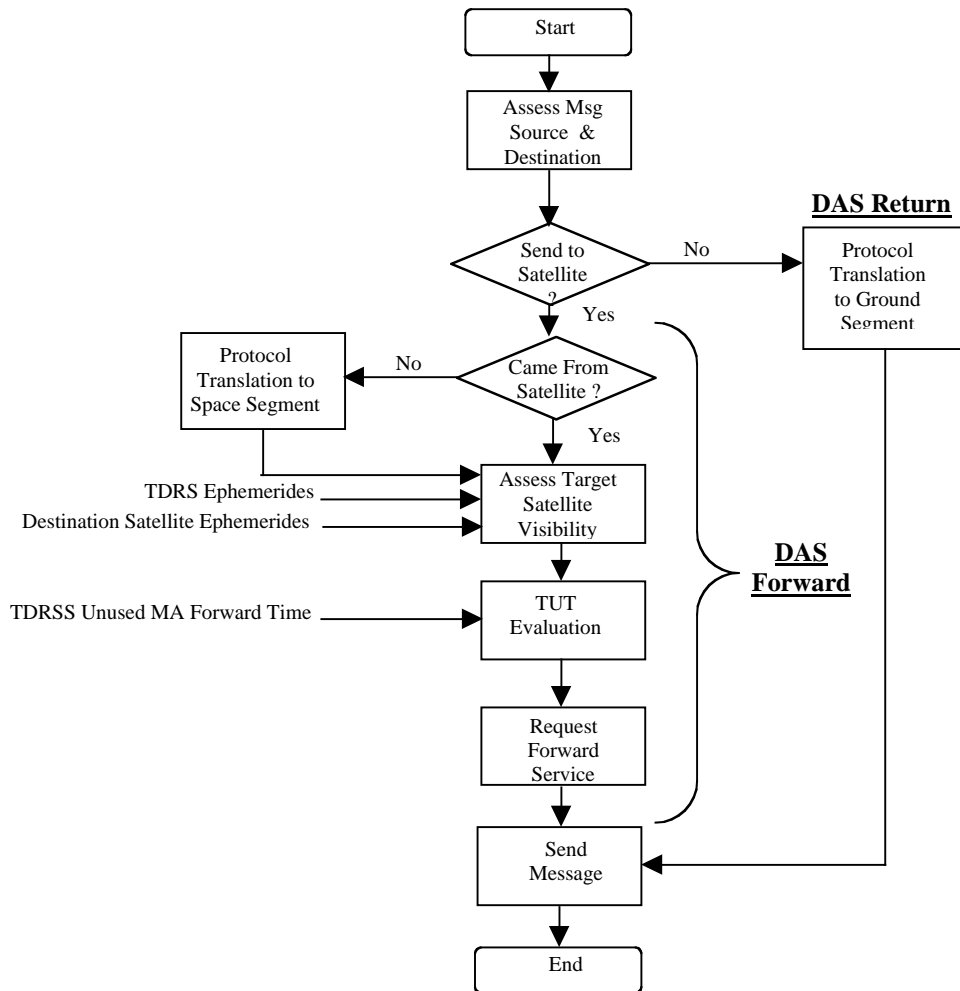 Start
Assess Msg
Source & 
Destination
DAS Return
Send to
Satellite
?
No
Protocol
Translation
to Ground
Segment
Yes
Protocol
Translation to
Space Segment
No
Came From
Satellite ?
Yes
TDRS Ephemerides
Destination Satellite Ephemerides
Assess Target
Satellite
Visibility
DAS
Forward
TDRSS Unused MA Forward Time
TUT
Evaluation
Request
Forward
Service
Send
Message
End